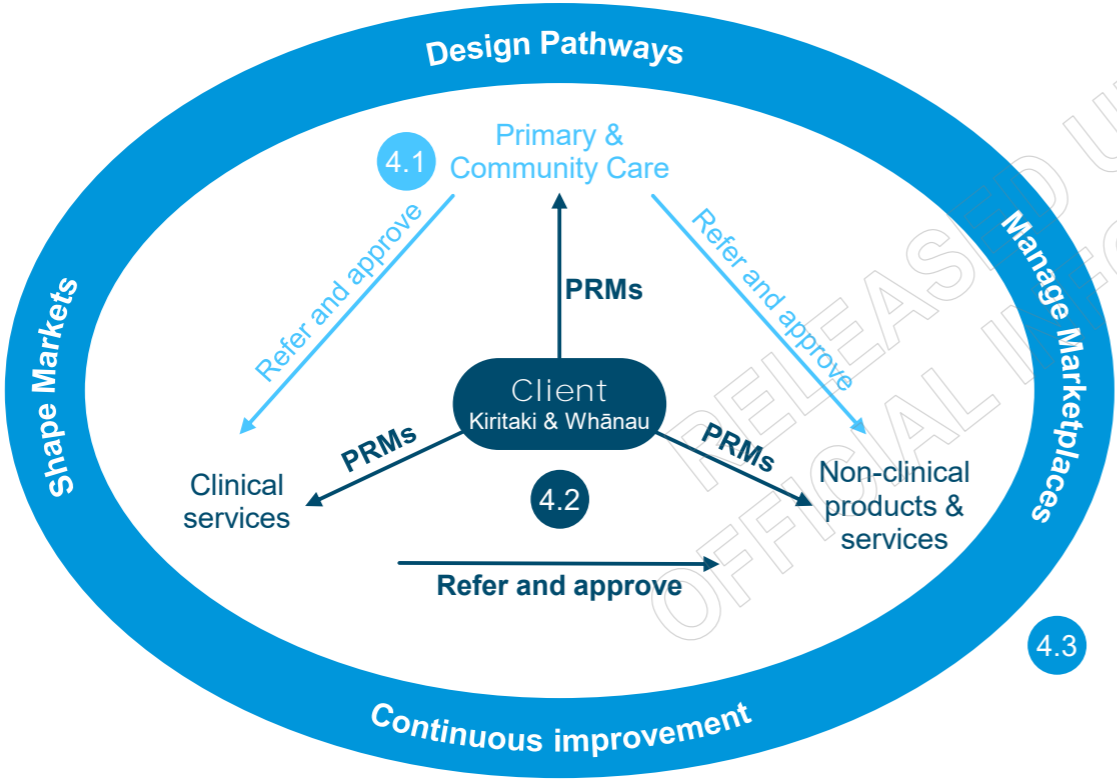 Design Pathways
4.1
Primary &
Community Care
Refer and approve
Refer and approve
PRMs
Shape Markets
Manage Marketplaces
Client
Kiritaki & Whānau
PRMs
PRMs
Clinical
services
4.2
Non-clinical
products &
services
Refer and approve
4.3
Continuous improvement
RELEASED
OFFICIAL